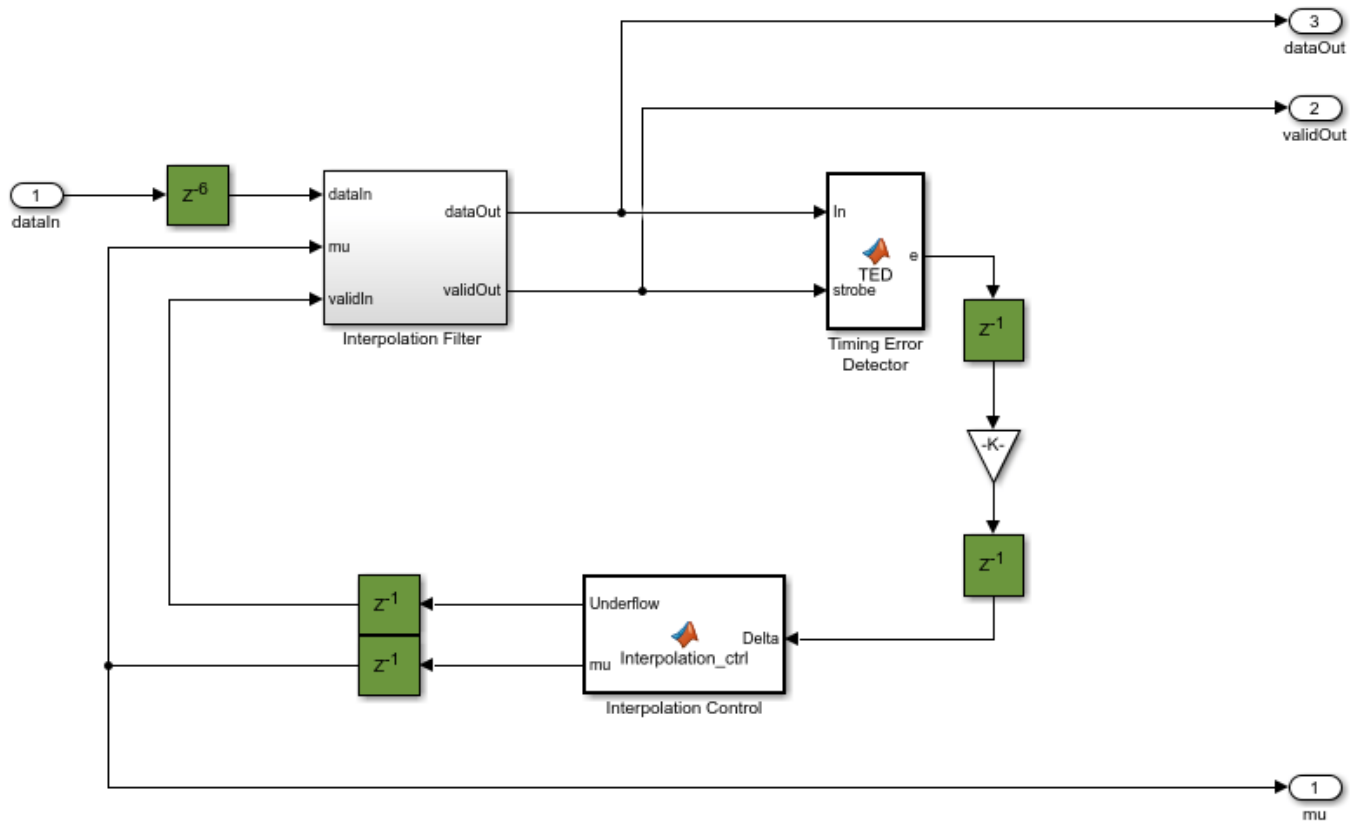 3
dataOut
2
validOut
1
dataIn
Z-6
dataIn
mu
validIn
dataOut
validOut
Interpolation Filter
In
strobe
e
TED
Timing Error
Detector
Z-1
-K-
Z-1
Z-1
Z-1
Underflow
mu
Delta
Interpolation_ctrl
Interpolation Control
1
mu